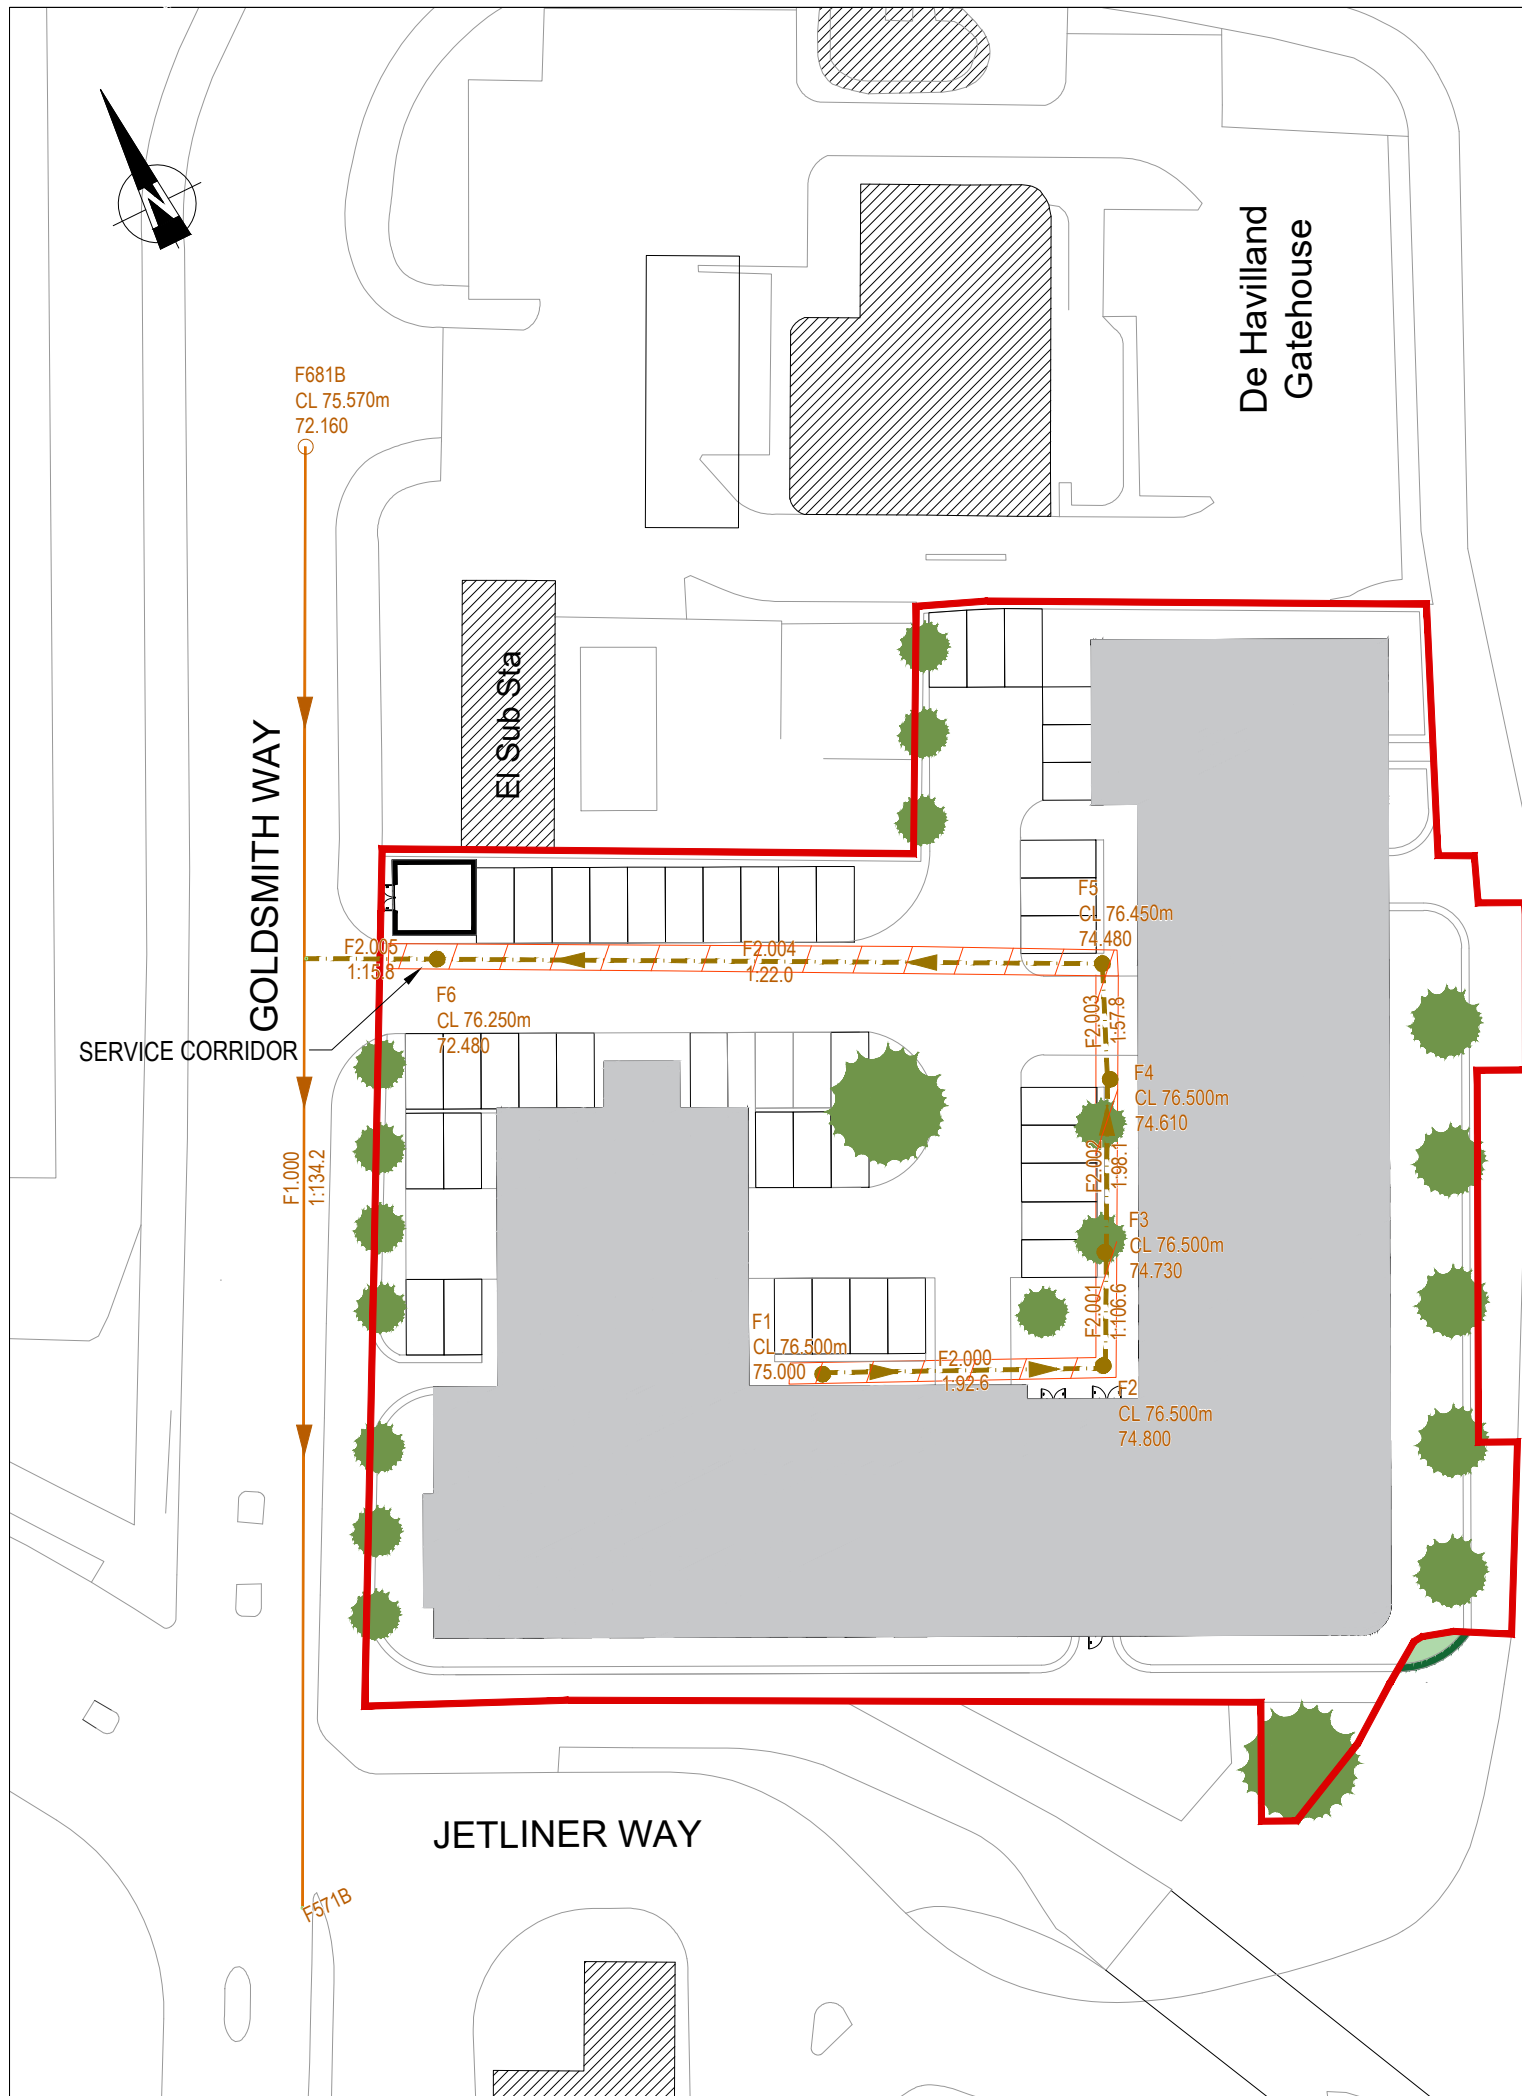 De Havilland
Gatehouse
F681B
CL 75.570m
72.160
El Sub Sta
GOLDSMITH WAY
F5
CL 76.450m
74.480
F2.005
1:15.8
F2.004
1:22.0
F6
CL 76.250m
72.480
SERVICE CORRIDOR
F2.003
1:57.8
F4
CL 76.500m
74.610
F1.000
1:134.2
F2.002
1:98.1
F3
CL 76.500m
74.730
F2.001
1:106.6
F1
CL 76.500m
75.000
F2.000
1:92.6
F2
CL 76.500m
74.800
JETLINER WAY
F571B